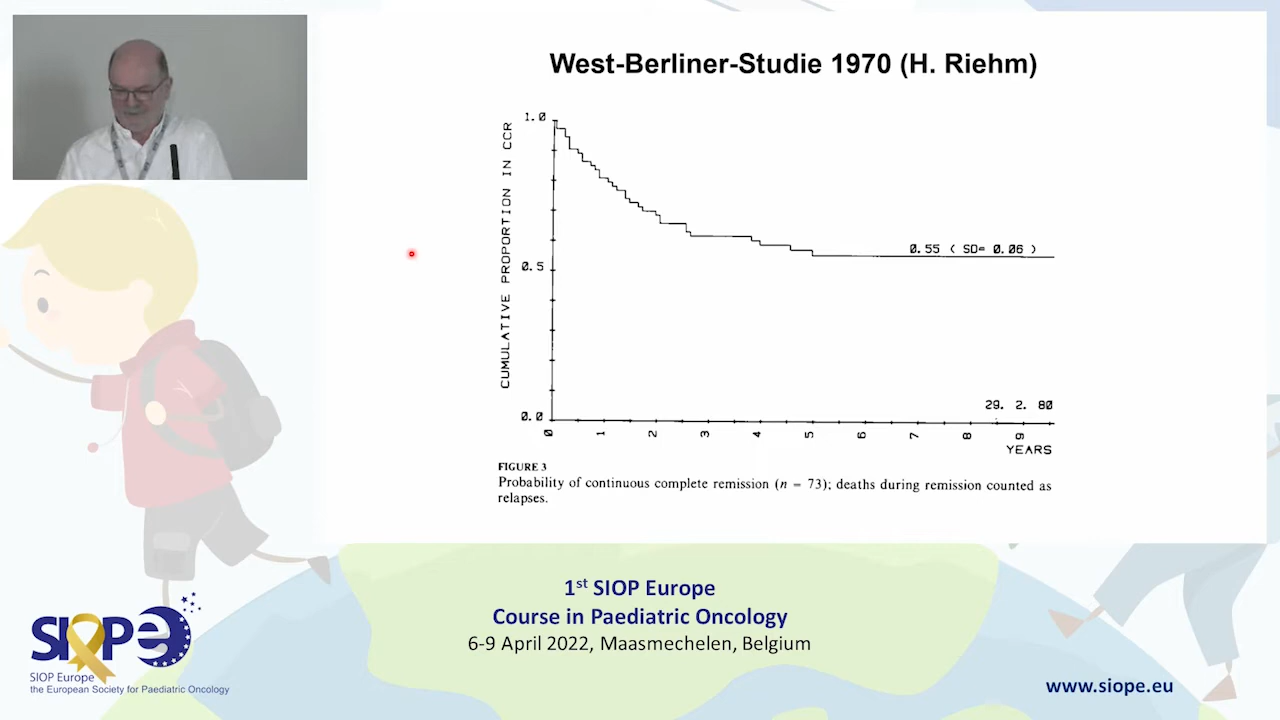 West-Berliner-Studie 1970 (H. Riehm)
CUMULATIVE PROPORTION IN CCR
1.0
0.5
0.0
0.55 ( SD= 0.06 )
29. 2. 80
0 1 2 3 4 5 6 7 8 9
YEARS
FIGURE 3
Probability of continuous complete remission (n = 73); deaths during remission counted as
relapses.
1st SIOP Europe
Course in Paediatric Oncology
6-9 April 2022, Maasmechelen, Belgium
SIOPe
SIOP Europe
the European Society for Paediatric Oncology
www.siope.eu